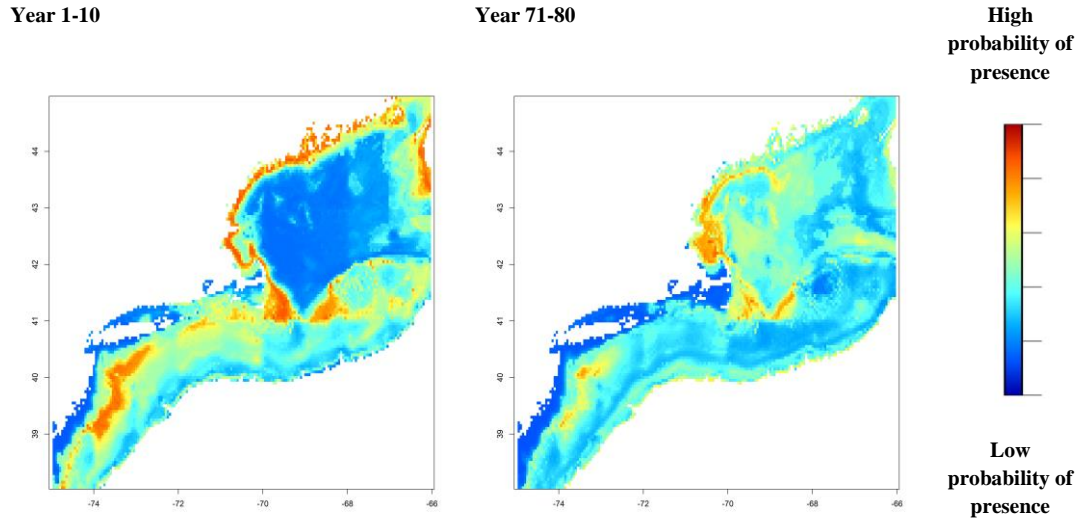 Year 1-10
Year 71-80
High
probability of
presence
44
43
42
41
40
39
-74
-72
-70
-68
-66
44
43
42
41
40
39
-74
-72
-70
-68
-66
Low
probability of
presence